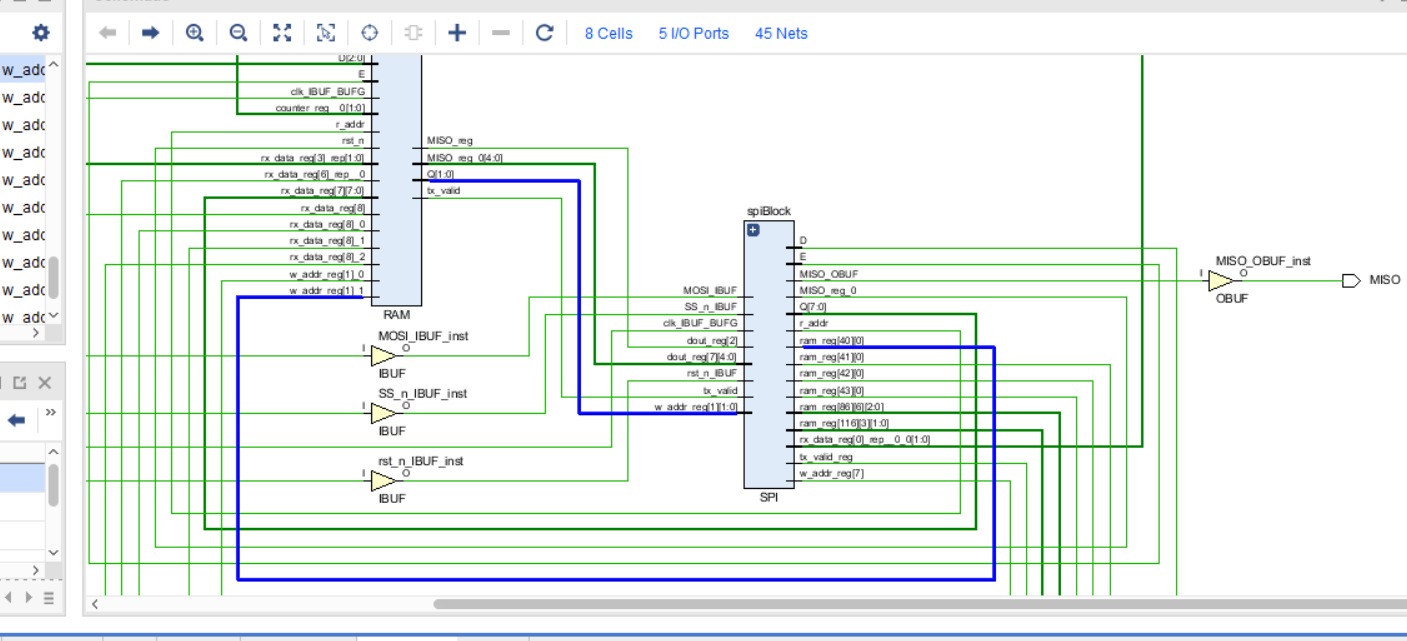 8 Cells 5 I/O Ports 45 Nets
w_adc
w_adc
w_adc
w_adc
w_adc
w_adc
w_adc
w_adc
w_adc
w_adc
D[2:0]
E
clk_IBUF_BUFG
counter_reg__0[1:0]
r_addr
rst_n
rx_data_reg[3]_rep[1:0]
rx_data_reg[6]_rep__0
rx_data_reg[7][7:0]
rx_data_reg[8]
rx_data_reg[8]_0
rx_data_reg[8]_1
rx_data_reg[8]_2
w_addr_reg[1]_0
w_addr_reg[1]_1
MISO_reg
MISO_reg_0[4:0]
Q[1:0]
tx_valid
RAM
MOSI_IBUF_inst
I O
IBUF
SS_n_IBUF_inst
I O
IBUF
rst_n_IBUF_inst
I O
IBUF
spiBlock
MOSI_IBUF
SS_n_IBUF
clk_IBUF_BUFG
dout_reg[2]
dout_reg[7][4:0]
rst_n_IBUF
tx_valid
w_addr_reg[1][1:0]
D
E
MISO_OBUF
MISO_reg_0
Q[7:0]
r_addr
ram_reg[40][0]
ram_reg[41][0]
ram_reg[42][0]
ram_reg[43][0]
ram_reg[86][6][2:0]
ram_reg[116][3][1:0]
rx_data_reg[0]_rep__0_0[1:0]
tx_valid_reg
w_addr_reg[7]
SPI
MISO_OBUF_inst
I O
OBUF
MISO